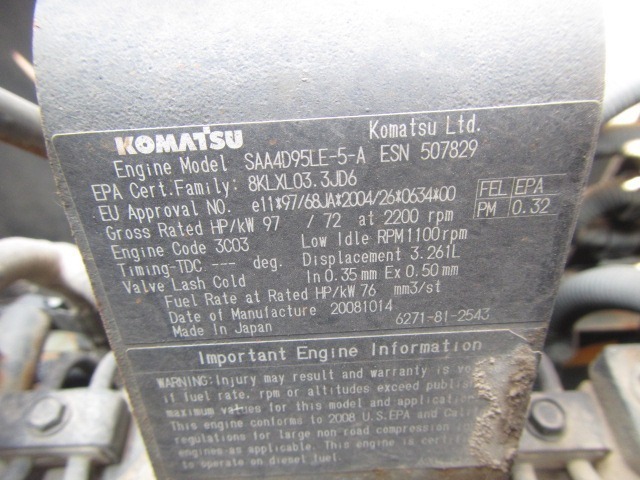 KOMATSU Komatsu Ltd.
Engine Model SAA4D95LE-5-A ESN 507829
EPA Cert.Family: 8KLXL03.3JD6
EU Approval NO. e11*97/68JA*2004/26*0634*00
FEL EPA
PM 0.32
Gross Rated HP/kW 97 / 72 at 2200 rpm
Engine Code 3C03 Low Idle RPM 1100rpm
Timing-TDC --- deg. Displacement 3.261L
Valve Lash Cold In 0.35 mm Ex 0.50 mm
Fuel Rate at Rated HP/kW 76 mm3/st
Date of Manufacture 20081014
Made In Japan 6271-81-2543
Important Engine Information
WARNING: Injury may result and warranty is
if fuel rate. rpm or altitudes exceed
maximum values for this model and
This engine conforms to 2008 U.S.EPA and
regulations for large non road compression
engines as applicable. This engine is
to operate on diesel fuel.